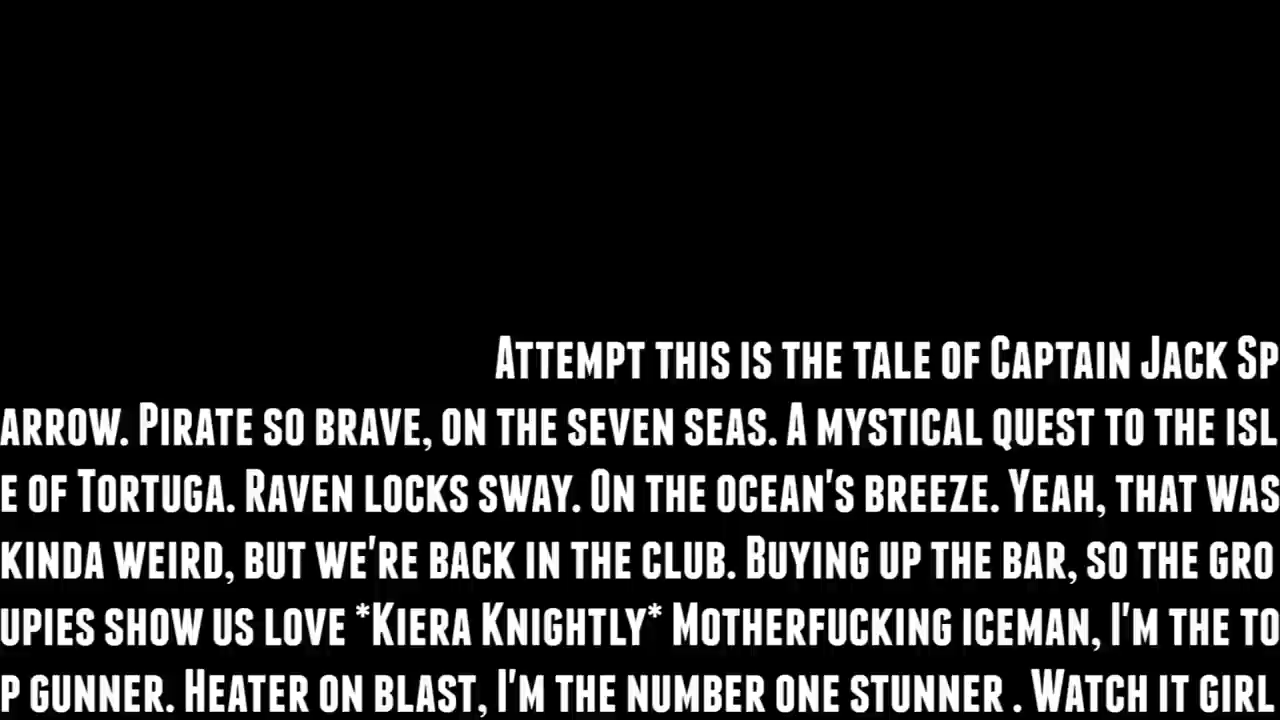 Attempt this is the tale of Captain Jack Sp
arrow. Pirate so brave, on the seven seas. A mystical quest to the isl
e of Tortuga. Raven locks sway. On the ocean's breeze. Yeah, that was
kinda weird, but we're back in the club. Buying up the bar, so the gro
upies show us love *Kiera Knightly* Motherfucking iceman, I'm the to
p gunner. Heater on blast, I'm the number one stunner . Watch it girl